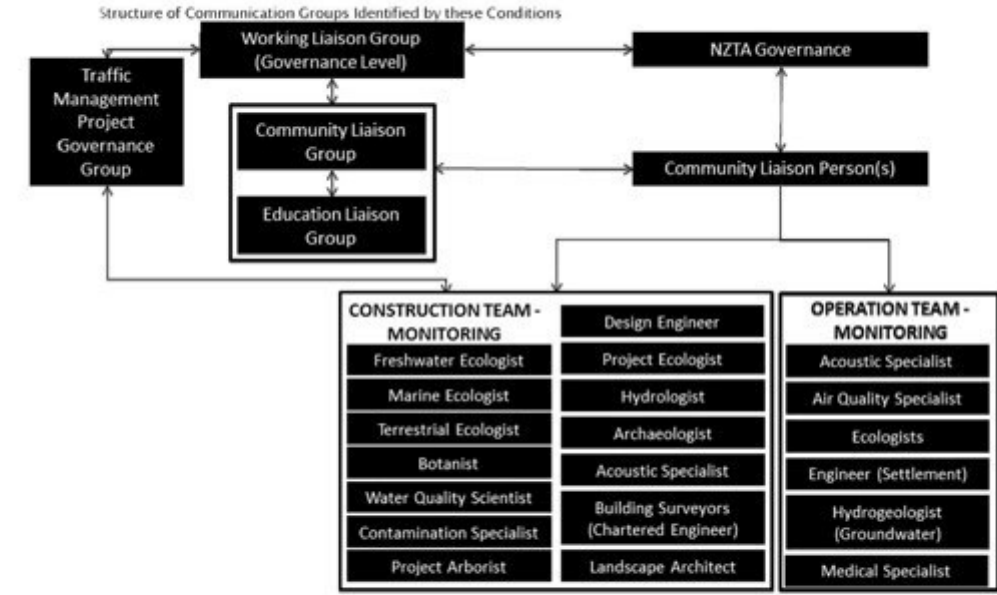 Structure of Communication Groups Identified by these Conditions
Working Liaison Group
(Governance Level)
NZTA Governance
Traffic
Management
Project
Governance
Group
Community Liaison
Group
Community Liaison Person(s)
Education Liaison
Group
CONSTRUCTION TEAM -
MONITORING
Freshwater Ecologist
Marine Ecologist
Terrestrial Ecologist
Botanist
Water Quality Scientist
Contamination Specialist
Project Arborist
Design Engineer
Project Ecologist
Hydrologist
Archaeologist
Acoustic Specialist
Building Surveyors
(Chartered Engineer)
Landscape Architect
OPERATION TEAM -
MONITORING
Acoustic Specialist
Air Quality Specialist
Ecologists
Engineer (Settlement)
Hydrogeologist
(Groundwater)
Medical Specialist